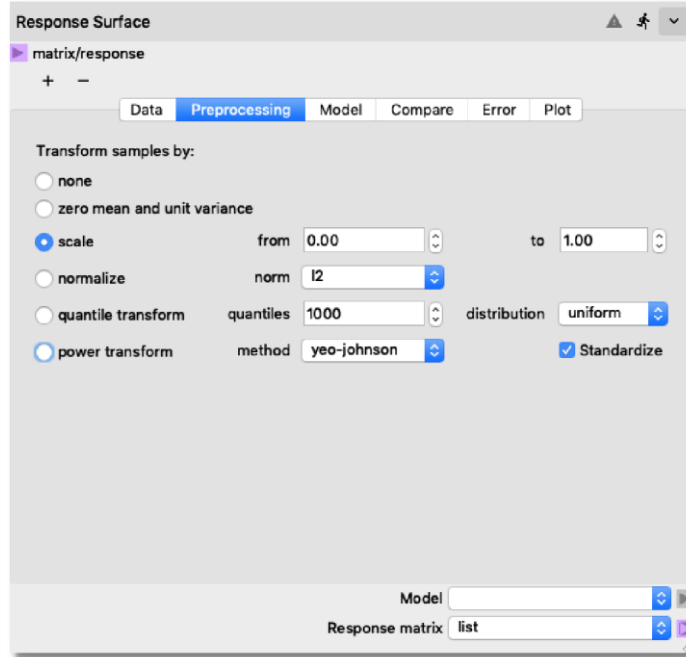 Response Surface
matrix/response
+ −
Data Preprocessing Model Compare Error Plot
Transform samples by:
none
zero mean and unit variance
scale from 0.00 to 1.00
normalize norm l2
quantile transform quantiles 1000 distribution uniform
power transform method yeo-johnson Standardize
Model
Response matrix list